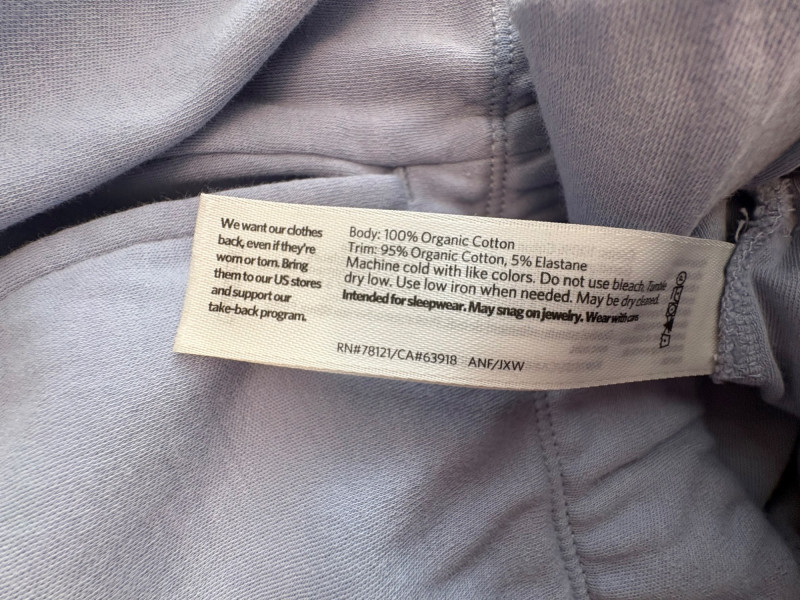 We want our clothes
back, even if they're
worn or torn. Bring
them to our US stores
and support our
take-back program.
Body: 100% Organic Cotton
Trim: 95% Organic Cotton, 5% Elastane
Machine cold with like colors. Do not use bleach. Tumble
dry low. Use low iron when needed. May be dry cleaned.
Intended for sleepwear. May snag on jewelry. Wear with care.
RN#78121/CA#63918 ANF/JXW